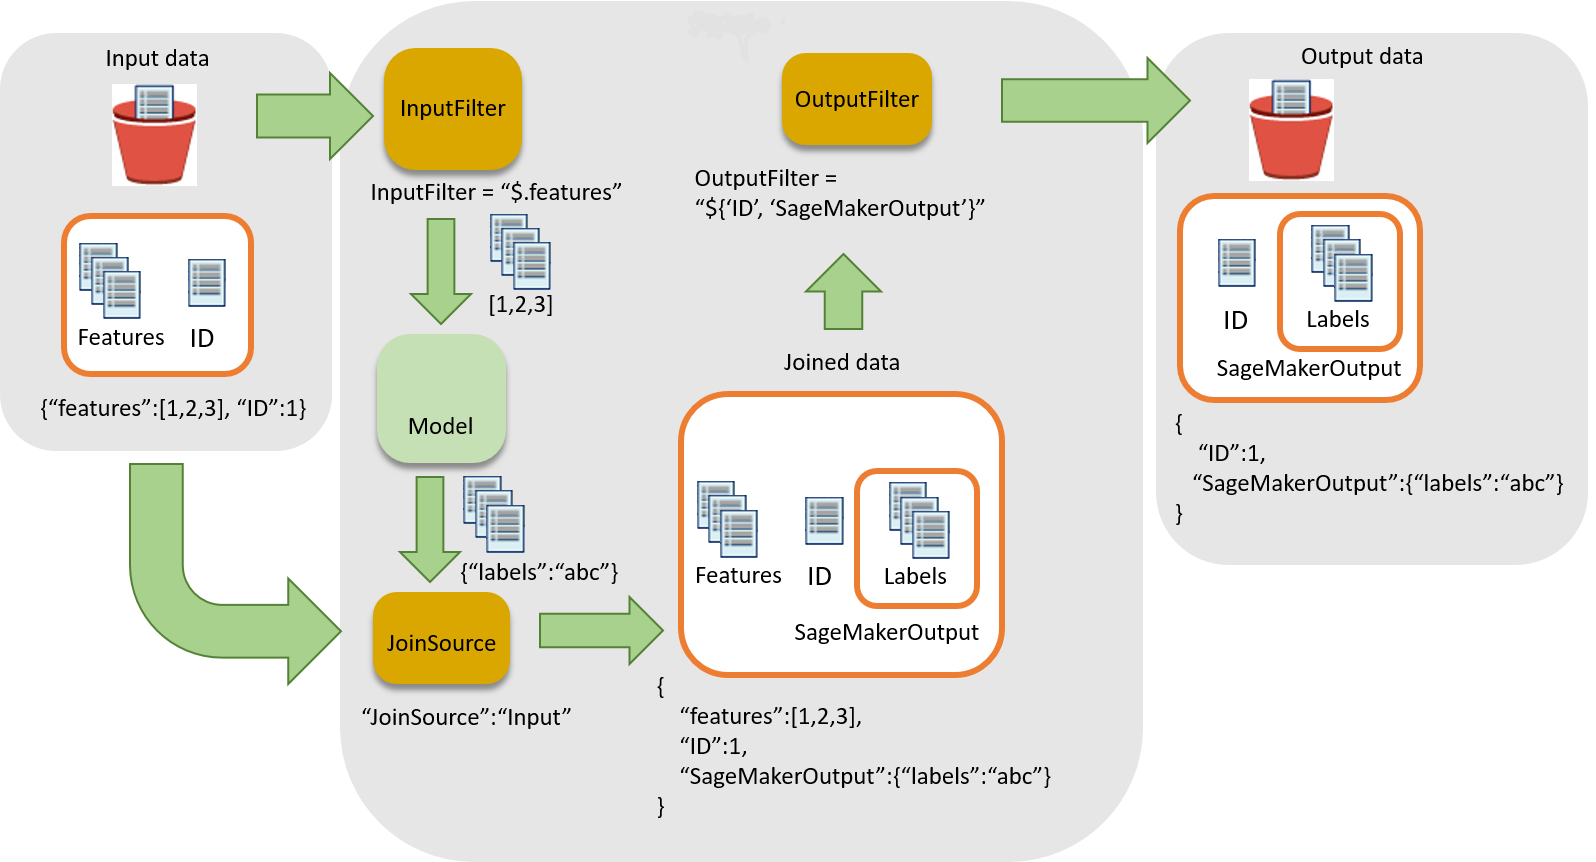 Input data
Features
ID
{“features”:[1,2,3], “ID”:1}
InputFilter
InputFilter = “$.features”
[1,2,3]
Model
{“labels”:“abc”}
JoinSource
“JoinSource”:“Input”
OutputFilter
OutputFilter =
“${‘ID’, ‘SageMakerOutput’}”
Joined data
Features
ID
Labels
SageMakerOutput
{
“features”:[1,2,3],
“ID”:1,
“SageMakerOutput”:{“labels”:“abc”}
}
Output data
ID
Labels
SageMakerOutput
{
“ID”:1,
“SageMakerOutput”:{“labels”:“abc”}
}